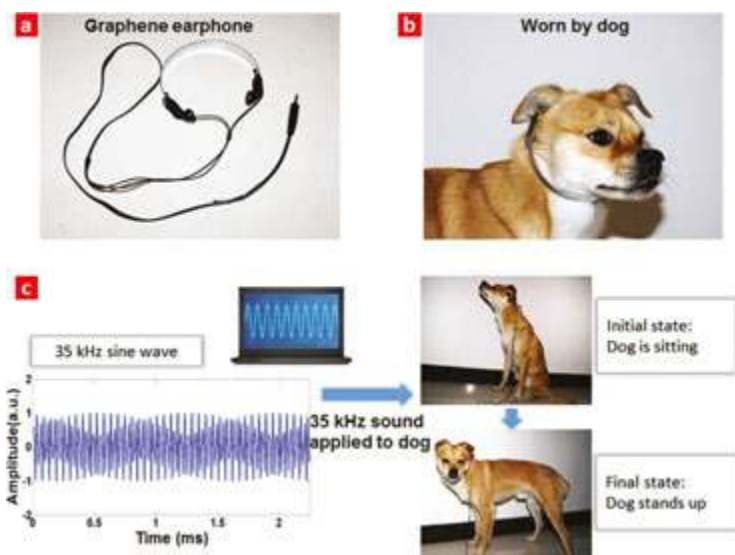 a
Graphene earphone
b
Worn by dog
c
35 kHz sine wave
Initial state:
Dog is sitting
35 kHz sound
applied to dog
Final state:
Dog stands up
Amplitude(a.u.)
2
1
0
-1
-2
0
0.5
1
1.5
2
Time (ms)